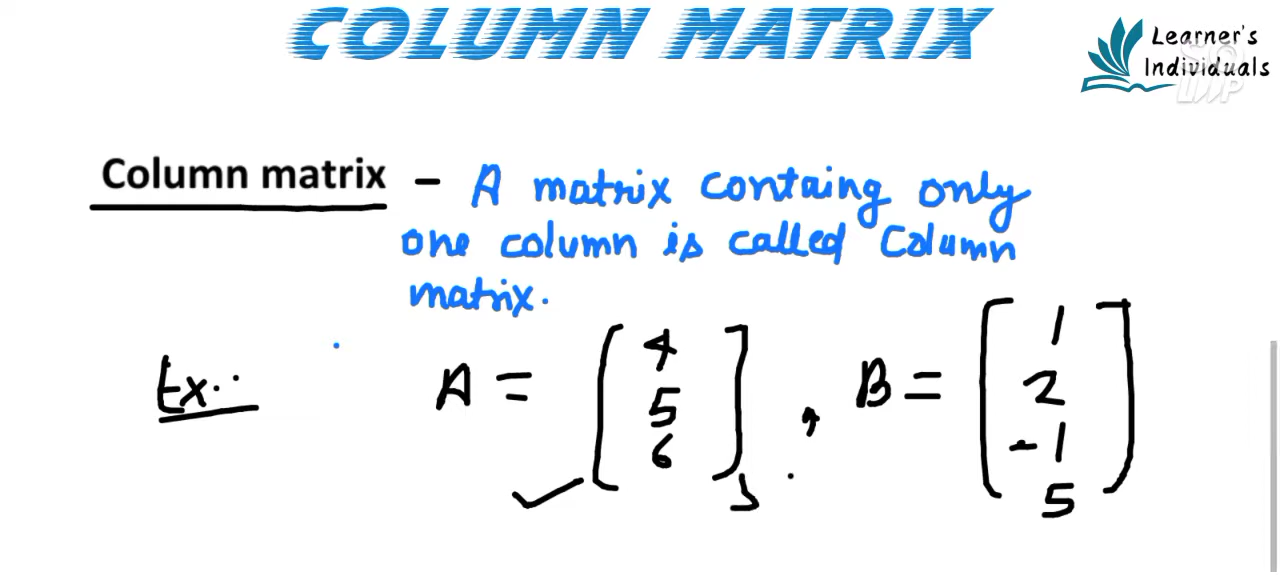 COLUMN MATRIX
Learner's
Individuals
Column matrix – A matrix containg only
one column is called Column
matrix.
Ex:· A = [4 5 6] , B = [1 2 -1 5]